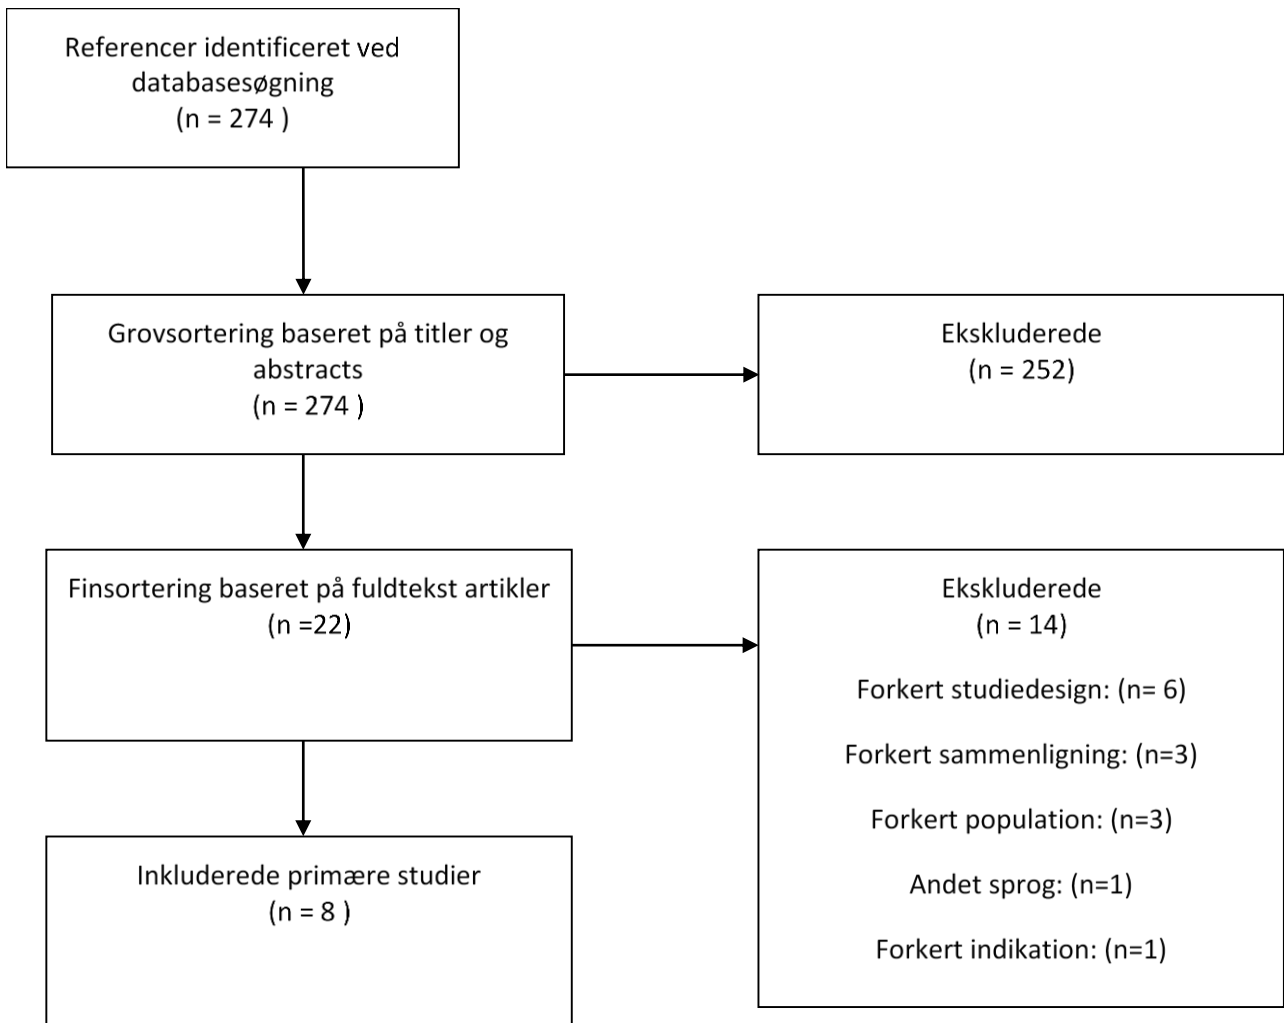 Referencer identificeret ved
databasesøgning
(n = 274 )
Grovsortering baseret på titler og
abstracts
(n = 274 )
Ekskluderede
(n = 252)
Finsortering baseret på fuldtekst artikler
(n =22)
Ekskluderede
(n = 14)
Forkert studiedesign: (n= 6)
Forkert sammenligning: (n=3)
Forkert population: (n=3)
Andet sprog: (n=1)
Forkert indikation: (n=1)
Inkluderede primære studier
(n = 8 )